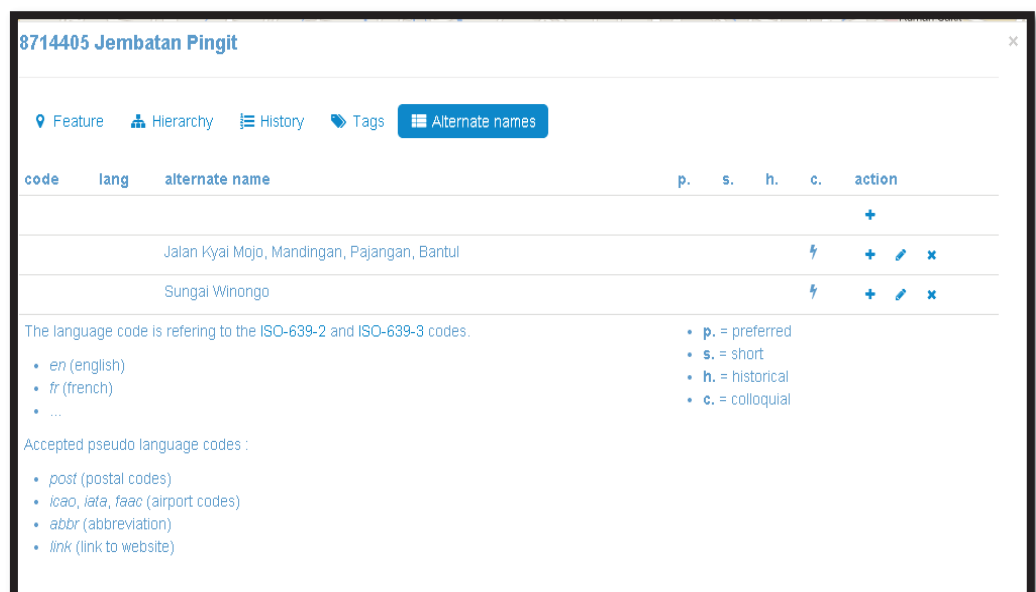 8714405 Jembatan Pingit
×
Feature Hierarchy History Tags Alternate names
code lang alternate name p. s. h. c. action
Jalan Kyai Mojo, Mandingan, Pajangan, Bantul
Sungai Winongo
The language code is refering to the ISO-639-2 and ISO-639-3 codes.
• en (english)
• fr (french)
• ...
Accepted pseudo language codes :
• post (postal codes)
• icao, iata, faac (airport codes)
• abbr (abbreviation)
• link (link to website)
• p. = preferred
• s. = short
• h. = historical
• c. = colloquial